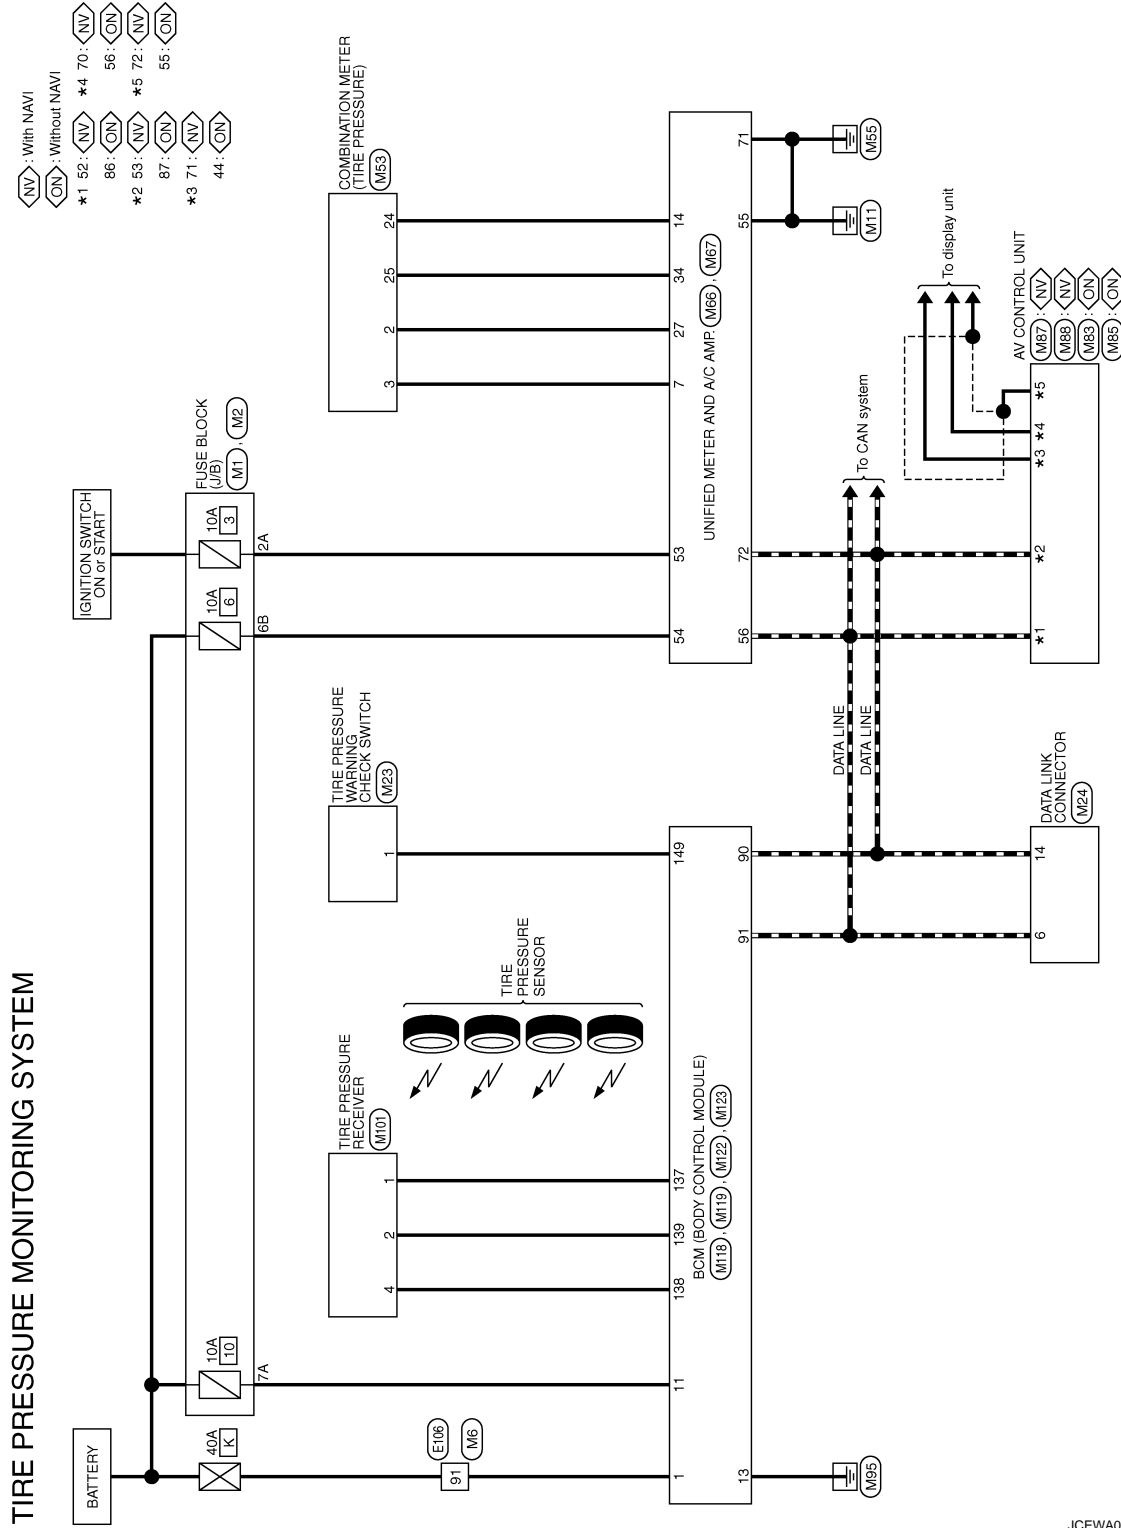 TIRE PRESSURE MONITORING SYSTEM
NV : With NAVI
ON : Without NAVI
*1 52 : NV
86 : ON
*2 53 : NV
87 : ON
*3 71 : NV
44 : ON
*4 70 : NV
56 : ON
*5 72 : NV
55 : ON
BATTERY
IGNITION SWITCH
ON or START
40A
K
10A
10
7A
10A
6
6B
10A
3
2A
FUSE BLOCK
(J/B)
M1 , M2
E106
91
M6
TIRE PRESSURE
RECEIVER
M101
4
2
1
TIRE
PRESSURE
SENSOR
TIRE PRESSURE
WARNING
CHECK SWITCH
M23
1
COMBINATION METER
(TIRE PRESSURE)
M53
3
2
25
24
1
11
138
139
137
149
BCM (BODY CONTROL MODULE)
M118 , M119 , M122 , M123
13
91
90
54
53
7
27
34
14
UNIFIED METER AND A/C AMP. M66 , M67
56
72
55
71
M95
M11
M55
DATA LINE
DATA LINE
To CAN system
To display unit
6
14
DATA LINK
CONNECTOR
M24
*1
*2
*3
*4
*5
AV CONTROL UNIT
M87 : NV
M88 : NV
M83 : ON
M85 : ON
JCEWA0